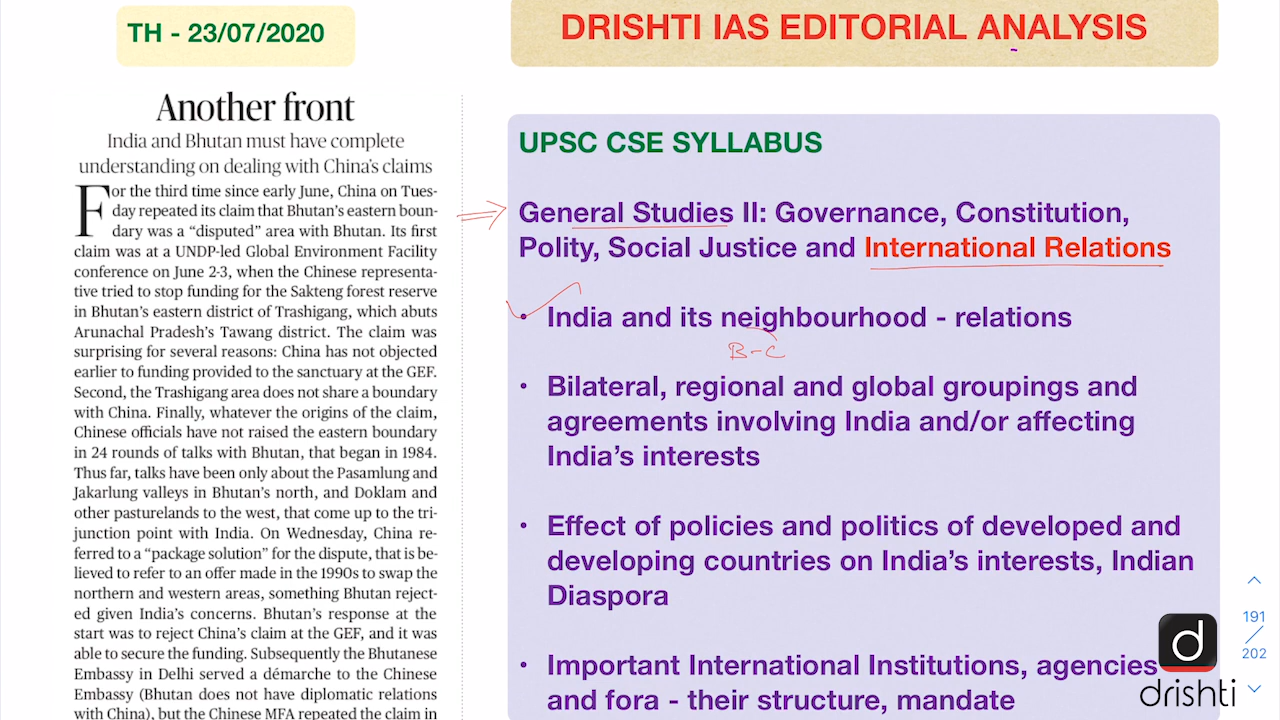 TH - 23/07/2020
DRISHTI IAS EDITORIAL ANALYSIS
Another front
India and Bhutan must have complete
understanding on dealing with China's claims
For the third time since early June, China on Tues-
day repeated its claim that Bhutan's eastern boun-
dary was a “disputed” area with Bhutan. Its first
claim was at a UNDP-led Global Environment Facility
conference on June 2-3, when the Chinese representa-
tive tried to stop funding for the Sakteng forest reserve
in Bhutan's eastern district of Trashigang, which abuts
Arunachal Pradesh's Tawang district. The claim was
surprising for several reasons: China has not objected
earlier to funding provided to the sanctuary at the GEF.
Second, the Trashigang area does not share a boundary
with China. Finally, whatever the origins of the claim,
Chinese officials have not raised the eastern boundary
in 24 rounds of talks with Bhutan, that began in 1984.
Thus far, talks have been only about the Pasamlung and
Jakarlung valleys in Bhutan's north, and Doklam and
other pasturelands to the west, that come up to the tri-
junction point with India. On Wednesday, China re-
ferred to a “package solution” for the dispute, that is be-
lieved to refer to an offer made in the 1990s to swap the
northern and western areas, something Bhutan reject-
ed given India's concerns. Bhutan's response at the
start was to reject China's claim at the GEF, and it was
able to secure the funding. Subsequently the Bhutanese
Embassy in Delhi served a démarche to the Chinese
Embassy (Bhutan does not have diplomatic relations
with China), but the Chinese MFA repeated the claim in
UPSC CSE SYLLABUS
General Studies II: Governance, Constitution,
Polity, Social Justice and International Relations
• India and its neighbourhood - relations
B-C
• Bilateral, regional and global groupings and
agreements involving India and/or affecting
India's interests
• Effect of policies and politics of developed and
developing countries on India's interests, Indian
Diaspora
• Important International Institutions, agencies
and fora - their structure, mandate
191
202
d
drishti